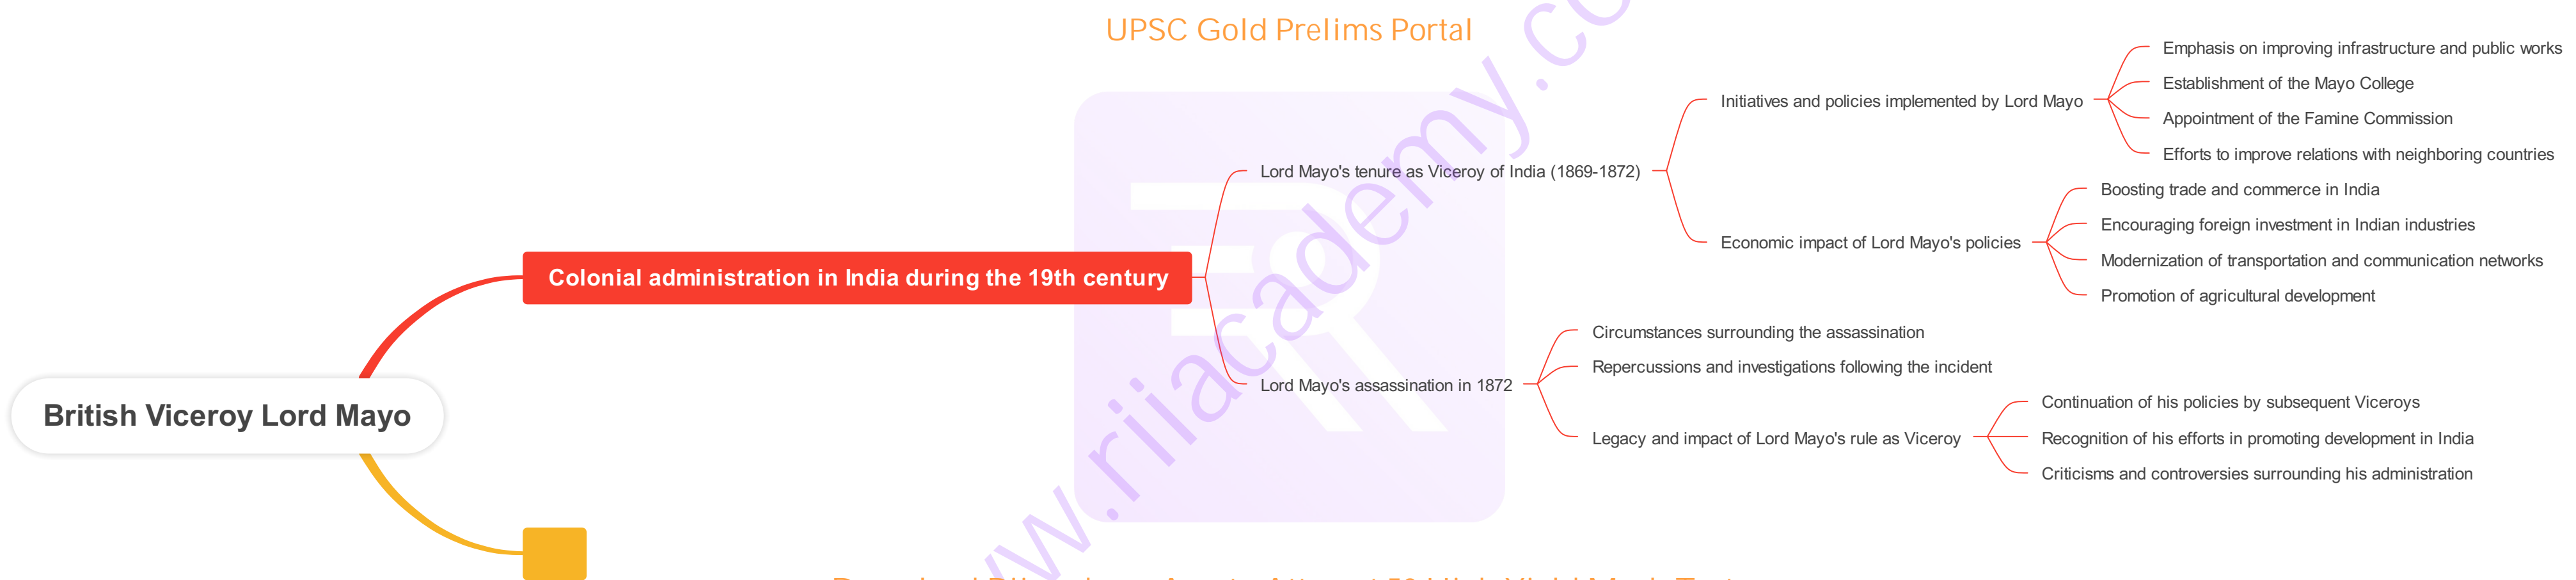 UPSC Gold Prelims Portal
British Viceroy Lord Mayo
Colonial administration in India during the 19th century
Lord Mayo's tenure as Viceroy of India (1869-1872)
Initiatives and policies implemented by Lord Mayo
Emphasis on improving infrastructure and public works
Establishment of the Mayo College
Appointment of the Famine Commission
Efforts to improve relations with neighboring countries
Economic impact of Lord Mayo's policies
Boosting trade and commerce in India
Encouraging foreign investment in Indian industries
Modernization of transportation and communication networks
Promotion of agricultural development
Lord Mayo's assassination in 1872
Circumstances surrounding the assassination
Repercussions and investigations following the incident
Legacy and impact of Lord Mayo's rule as Viceroy
Continuation of his policies by subsequent Viceroys
Recognition of his efforts in promoting development in India
Criticisms and controversies surrounding his administration